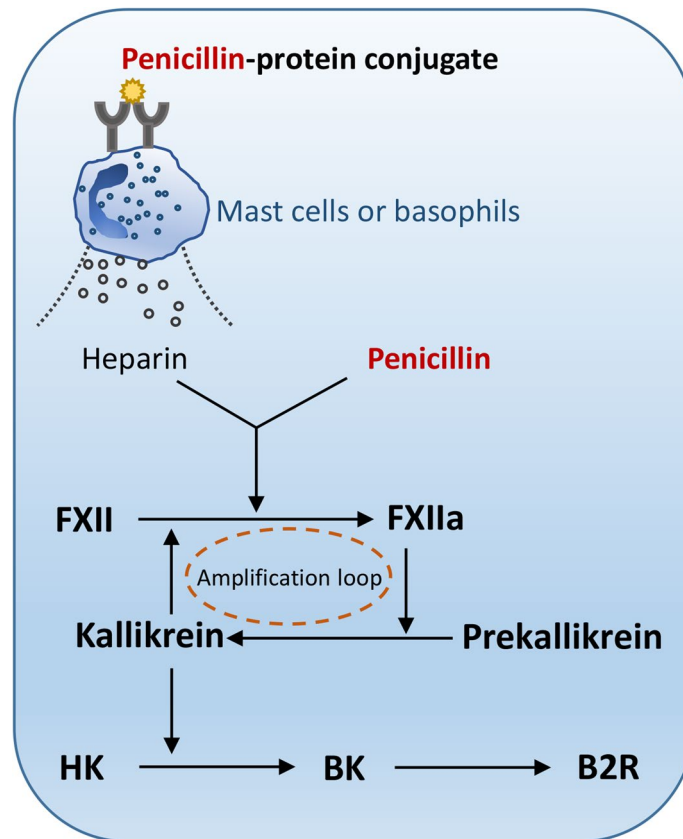 Penicillin-protein conjugate
Mast cells or basophils
Heparin
Penicillin
FXII
FXIIa
Amplification loop
Kallikrein
Prekallikrein
HK
BK
B2R